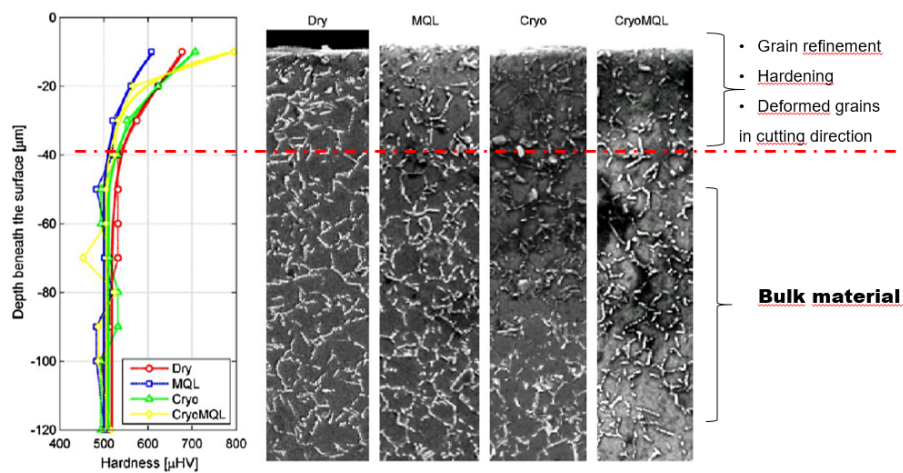 Dry
MQL
Cryo
CryoMQL
0
-20
-40
-60
-80
-100
-120
Depth beneath the surface [µm]
400
500
600
700
800
Hardness [µHV]
Dry
MQL
Cryo
CryoMQL
• Grain refinement
• Hardening
• Deformed grains
in cutting direction
Bulk material